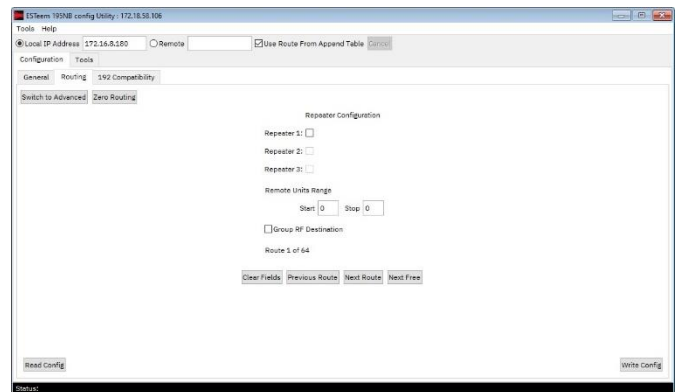 ESTeem 195NB config Utility : 172.18.58.106
Tools Help
Local IP Address 172.16.8.180 Remote Use Route From Append Table Cancel
Configuration Tools
General Routing 192 Compatibility
Switch to Advanced Zero Routing
Repeater Configuration
Repeater 1:
Repeater 2:
Repeater 3:
Remote Units Range
Start 0 Stop 0
Group RF Destination
Route 1 of 64
Clear Fields Previous Route Next Route Next Free
Read Config Write Config
Status: